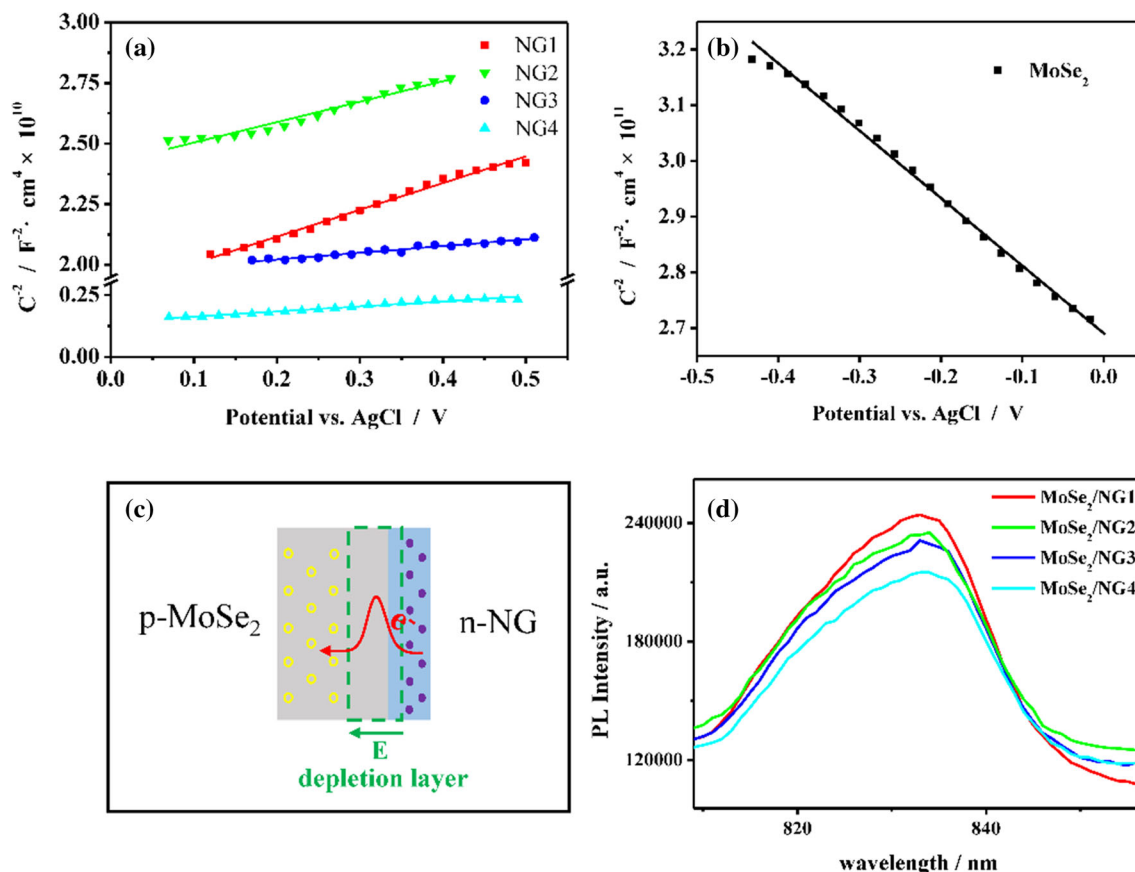 (a)
NG1
NG2
NG3
NG4
3.00
2.75
2.50
2.25
2.00
0.25
0.00
0.0 0.1 0.2 0.3 0.4 0.5
C⁻² / F⁻²· cm⁴ × 10¹⁰
Potential vs. AgCl / V
(b)
MoSe₂
3.2
3.1
3.0
2.9
2.8
2.7
-0.5 -0.4 -0.3 -0.2 -0.1 0.0
C⁻² / F⁻²· cm⁴ × 10¹¹
Potential vs. AgCl / V
(c)
p-MoSe₂
e⁻
n-NG
E
depletion layer
(d)
MoSe₂/NG1
MoSe₂/NG2
MoSe₂/NG3
MoSe₂/NG4
240000
180000
120000
820 840
PL Intensity / a.u.
wavelength / nm